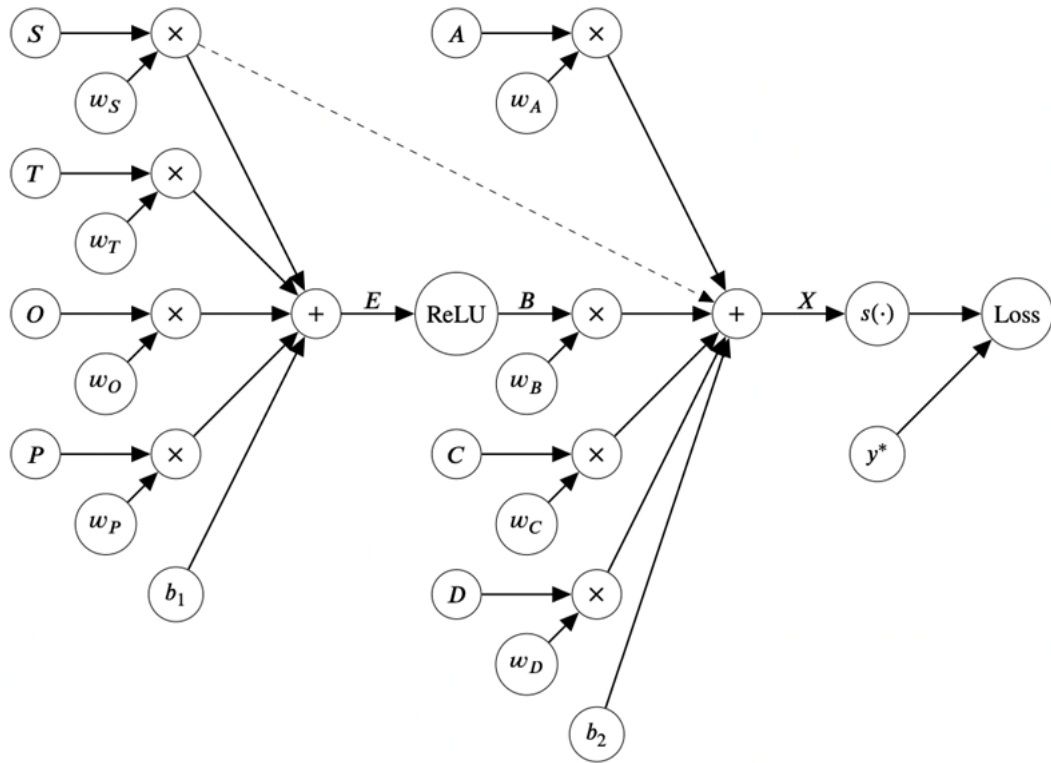 S × A ×
w_S w_A
T ×
w_T
O × + E ReLU B × + X s(·) Loss
w_O w_B
P × C × y*
w_P w_C
b_1 D ×
w_D
b_2